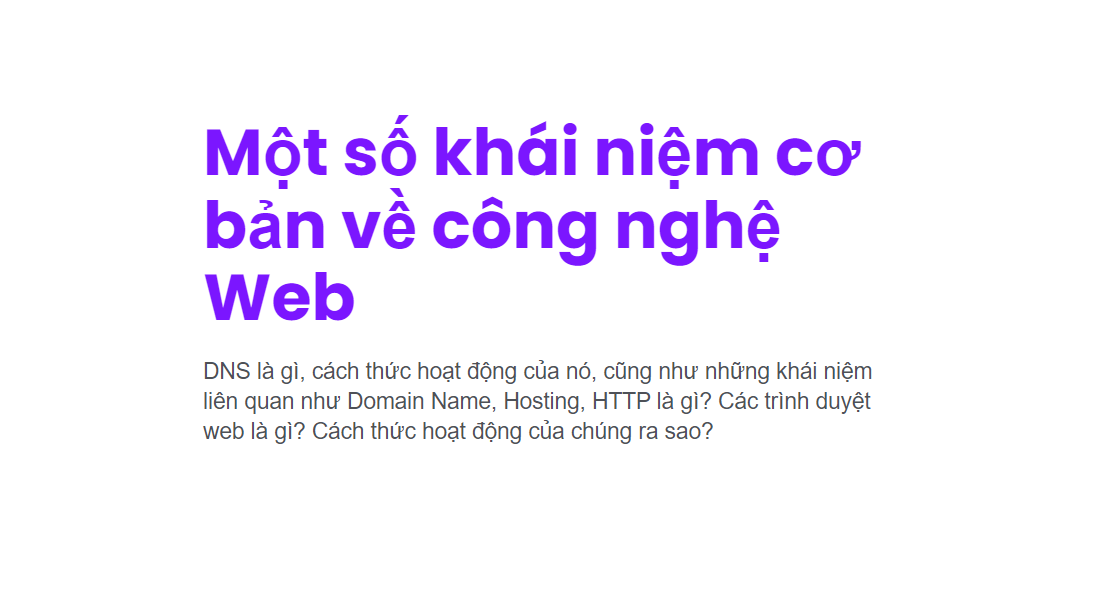 Một số khái niệm cơ
bản về công nghệ
Web
DNS là gì, cách thức hoạt động của nó, cũng như những khái niệm
liên quan như Domain Name, Hosting, HTTP là gì? Các trình duyệt
web là gì? Cách thức hoạt động của chúng ra sao?